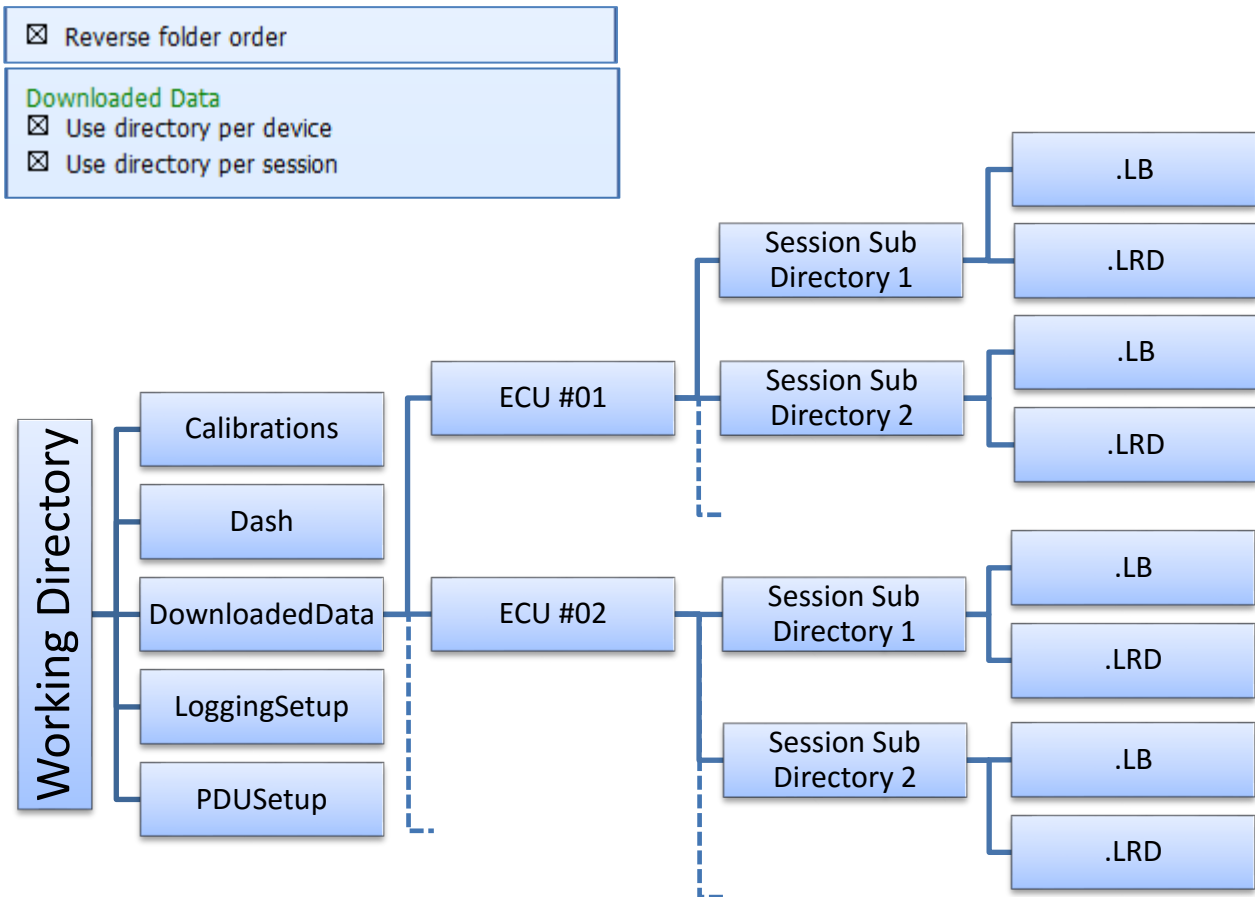 Reverse folder order
Downloaded Data
Use directory per device
Use directory per session
Working Directory
Calibrations
Dash
DownloadedData
LoggingSetup
PDUSetup
ECU #01
Session Sub
Directory 1
.LB
.LRD
Session Sub
Directory 2
.LB
.LRD
ECU #02
Session Sub
Directory 1
.LB
.LRD
Session Sub
Directory 2
.LB
.LRD